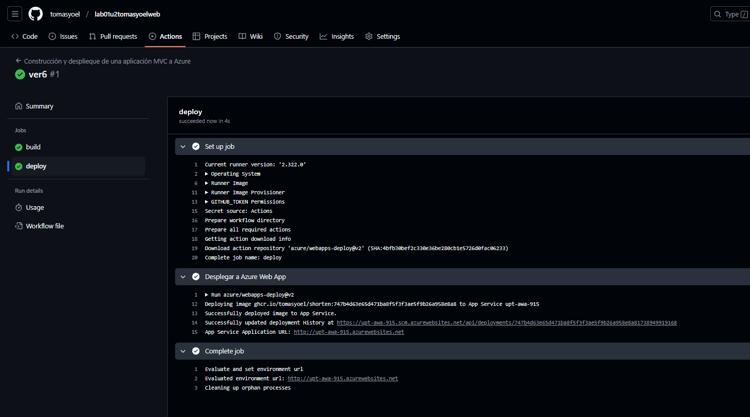 tomasyoel / lab01u2tomasyoelweb
Type /
Code Issues Pull requests Actions Projects Wiki Security Insights Settings
Construcción y desplieque de una aplicación MVC a Azure
ver6 #1
Summary
Jobs
build
deploy
Run details
Usage
Workflow file
deploy
succeeded now in 4s
Set up job
1 Current runner version: '2.322.0'
2 Operating System
6 Runner Image
11 Runner Image Provisioner
13 GITHUB_TOKEN Permissions
15 Secret source: Actions
16 Prepare workflow directory
17 Prepare all required actions
18 Getting action download info
19 Download action repository 'azure/webapps-deploy@v2' (SHA:4bfb30bef2c330e36be280cb1e5726d0fac06233)
20 Complete job name: deploy
Desplegar a Azure Web App
1 Run azure/webapps-deploy@v2
12 Deploying image ghcr.io/tomasyoel/shorten:747b4d63e65d471ba8f5f3f3ae5f9b26a958e8a8 to App Service upt-awa-915
13 Successfully deployed image to App Service.
14 Successfully updated deployment History at https://upt-awa-915.scm.azurewebsites.net/api/deployments/747b4d63e65d471ba8f5f3f3ae5f9b26a958e8a81738949919168
15 App Service Application URL: http://upt-awa-915.azurewebsites.net
Complete job
1 Evaluate and set environment url
2 Evaluated environment url: http://upt-awa-915.azurewebsites.net
3 Cleaning up orphan processes